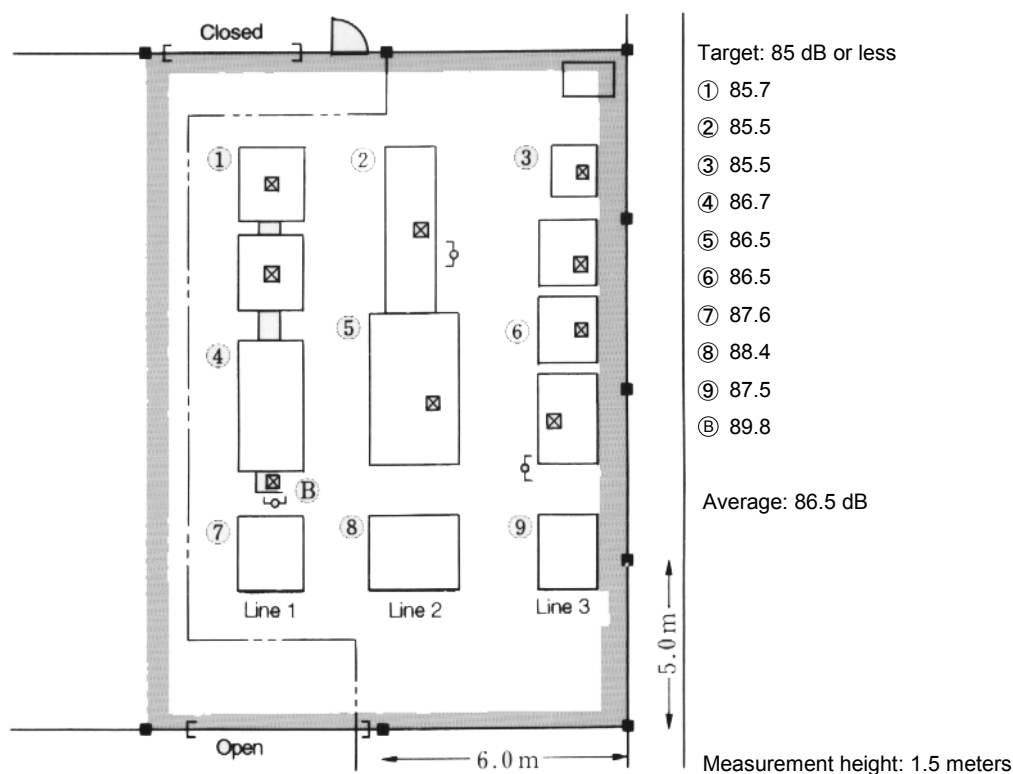 Closed
Target: 85 dB or less
① 85.7
② 85.5
③ 85.5
④ 86.7
⑤ 86.5
⑥ 86.5
⑦ 87.6
⑧ 88.4
⑨ 87.5
Ⓑ 89.8
Average: 86.5 dB
① ② ③
⑤ ⑥
④
Ⓑ
⑦ ⑧ ⑨
Line 1 Line 2 Line 3
5.0 m
Open
6.0 m
Measurement height: 1.5 meters